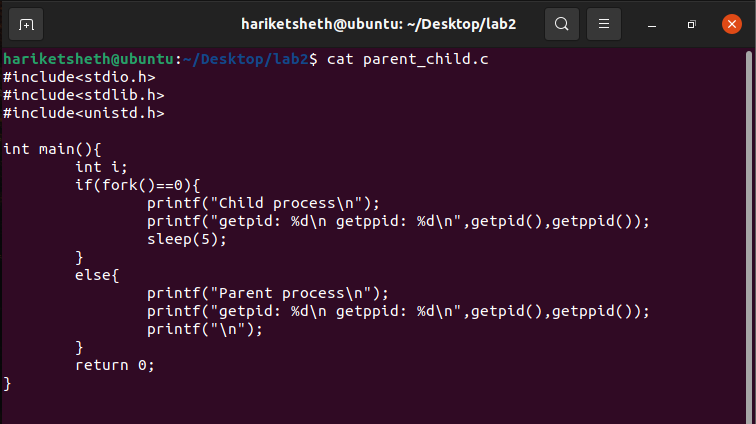 hariketsheth@ubuntu: ~/Desktop/lab2
hariketsheth@ubuntu:~/Desktop/lab2$ cat parent_child.c
#include<stdio.h>
#include<stdlib.h>
#include<unistd.h>

int main(){
        int i;
        if(fork()==0){
                printf("Child process\n");
                printf("getpid: %d\n getppid: %d\n",getpid(),getppid());
                sleep(5);
        }
        else{
                printf("Parent process\n");
                printf("getpid: %d\n getppid: %d\n",getpid(),getppid());
                printf("\n");
        }
        return 0;
}